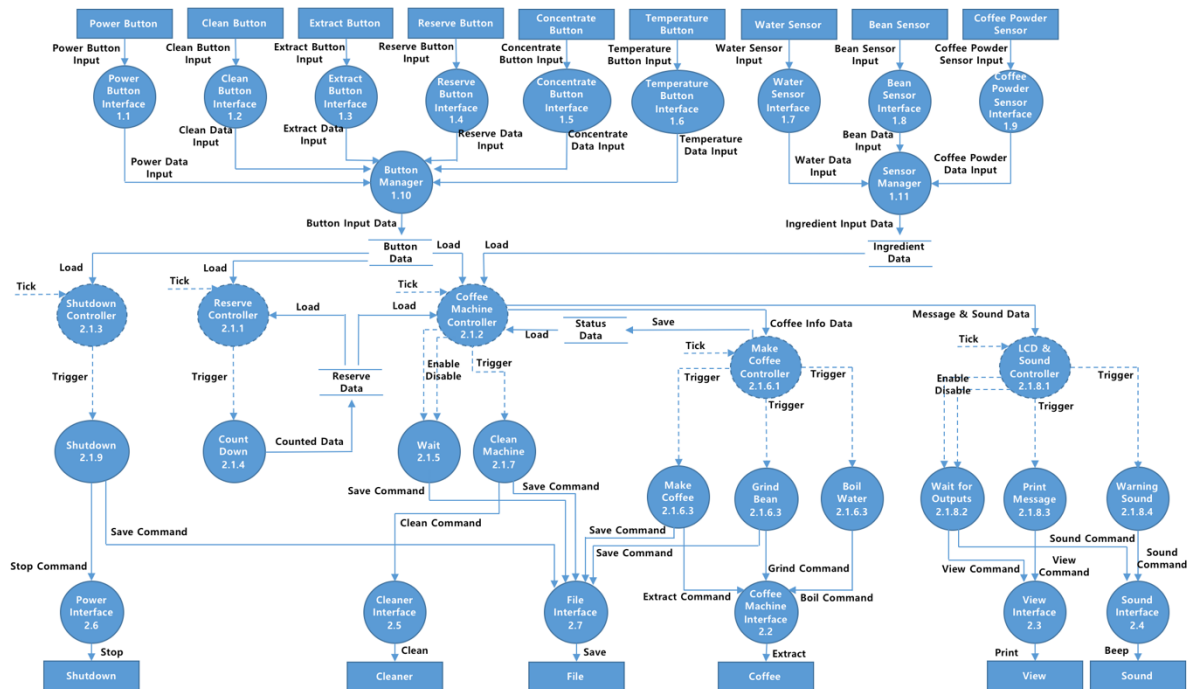 Power Button
Clean Button
Extract Button
Reserve Button
Concentrate
Button
Temperature
Button
Water Sensor
Bean Sensor
Coffee Powder
Sensor
Power Button
Input
Clean Button
Input
Extract Button
Input
Reserve Button
Input
Concentrate
Button Input
Temperature
Button Input
Water Sensor
Input
Bean Sensor
Input
Coffee Powder
Sensor Input
Power
Button
Interface
1.1
Clean
Button
Interface
1.2
Extract
Button
Interface
1.3
Reserve
Button
Interface
1.4
Concentrate
Button
Interface
1.5
Temperature
Button
Interface
1.6
Water
Sensor
Interface
1.7
Bean
Sensor
Interface
1.8
Coffee
Powder
Sensor
Interface
1.9
Power Data
Input
Clean Data
Input
Extract Data
Input
Reserve Data
Input
Concentrate
Data Input
Temperature
Data Input
Water Data
Input
Bean Data
Input
Coffee Powder
Data Input
Button
Manager
1.10
Sensor
Manager
1.11
Button Input Data
Ingredient Input Data
Button
Data
Ingredient
Data
Load
Load
Load
Load
Tick
Tick
Tick
Shutdown
Controller
2.1.3
Reserve
Controller
2.1.1
Load
Load
Coffee
Machine
Controller
2.1.2
Load
Status
Data
Save
Coffee Info Data
Message & Sound Data
Tick
Tick
Make
Coffee
Controller
2.1.6.1
LCD &
Sound
Controller
2.1.8.1
Trigger
Trigger
Reserve
Data
Enable
Disable
Trigger
Trigger
Trigger
Trigger
Enable
Disable
Trigger
Trigger
Shutdown
2.1.9
Count
Down
2.1.4
Counted Data
Wait
2.1.5
Clean
Machine
2.1.7
Make
Coffee
2.1.6.3
Grind
Bean
2.1.6.3
Boil
Water
2.1.6.3
Wait for
Outputs
2.1.8.2
Print
Message
2.1.8.3
Warning
Sound
2.1.8.4
Save Command
Save Command
Clean Command
Save Command
Save Command
Save Command
Stop Command
Extract Command
Grind Command
Boil Command
View Command
View
Command
Sound Command
Sound
Command
Power
Interface
2.6
Cleaner
Interface
2.5
File
Interface
2.7
Coffee
Machine
Interface
2.2
View
Interface
2.3
Sound
Interface
2.4
Stop
Clean
Save
Extract
Print
Beep
Shutdown
Cleaner
File
Coffee
View
Sound